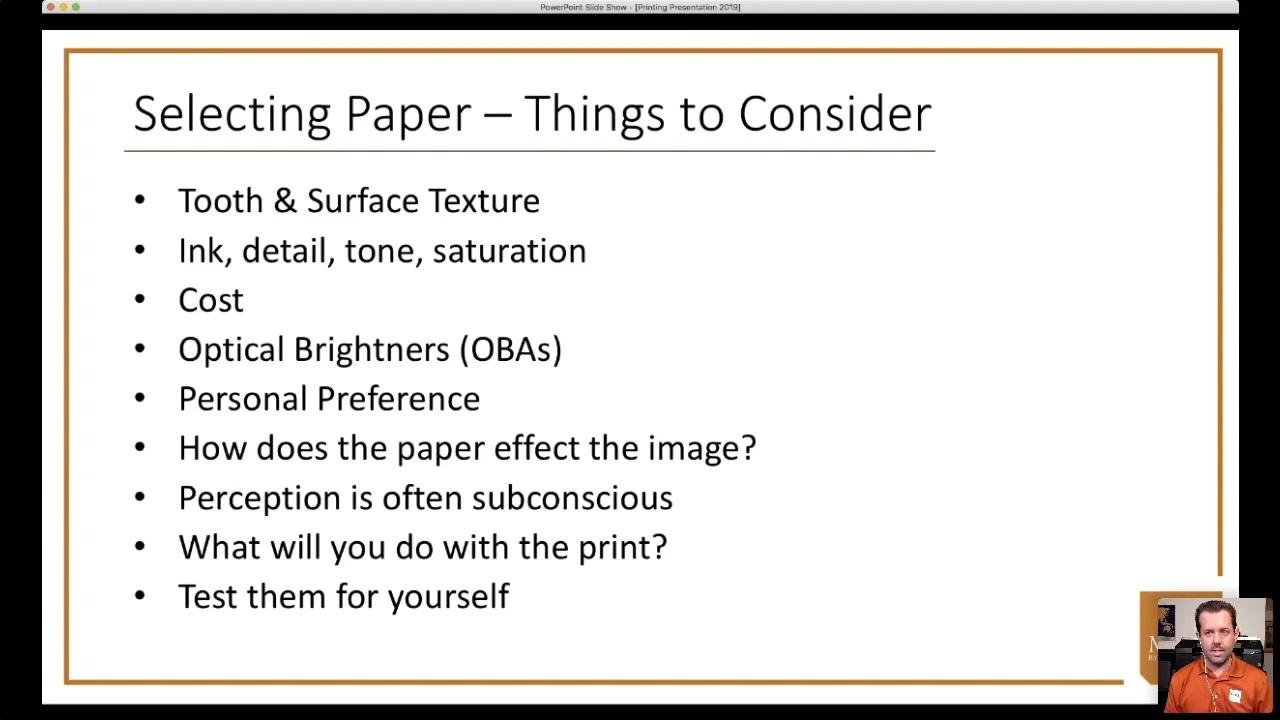 PowerPoint Slide Show - [Printing Presentation 2019]
Selecting Paper – Things to Consider
• Tooth & Surface Texture
• Ink, detail, tone, saturation
• Cost
• Optical Brightners (OBAs)
• Personal Preference
• How does the paper effect the image?
• Perception is often subconscious
• What will you do with the print?
• Test them for yourself